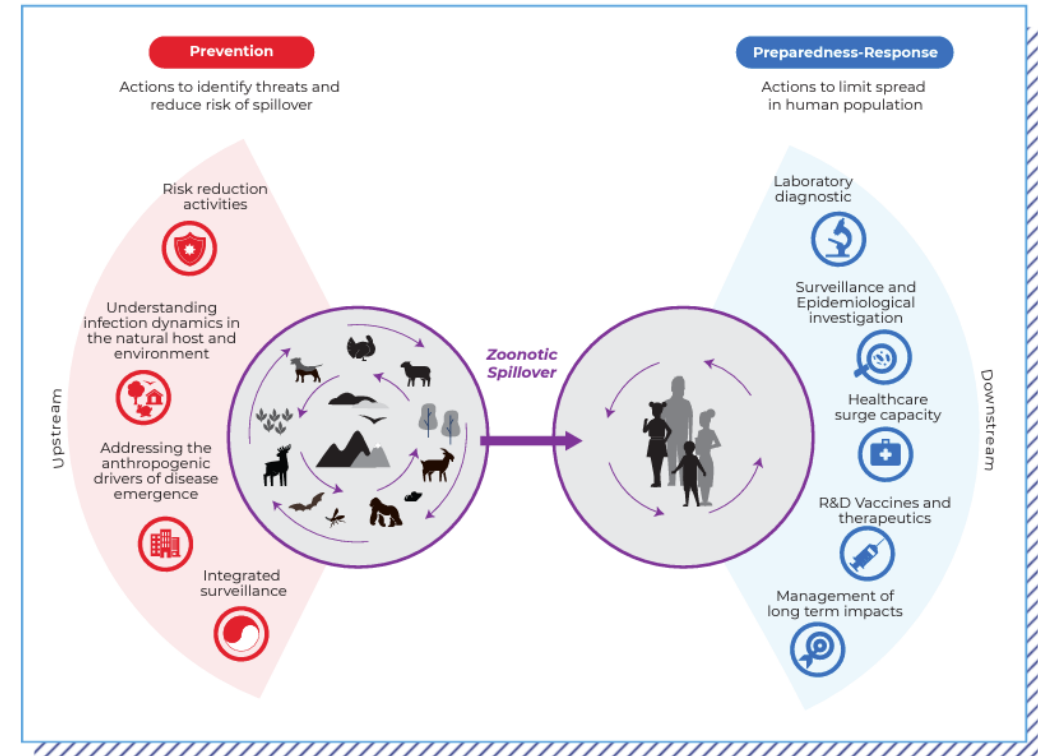 Prevention
Actions to identify threats and
reduce risk of spillover
Upstream
Risk reduction
activities
Understanding
infection dynamics in
the natural host and
environment
Addressing the
anthropogenic
drivers of disease
emergence
Integrated
surveillance
Zoonotic
Spillover
Preparedness-Response
Actions to limit spread
in human population
Laboratory
diagnostic
Surveillance and
Epidemiological
investigation
Healthcare
surge capacity
R&D Vaccines and
therapeutics
Management of
long term impacts
Downstream